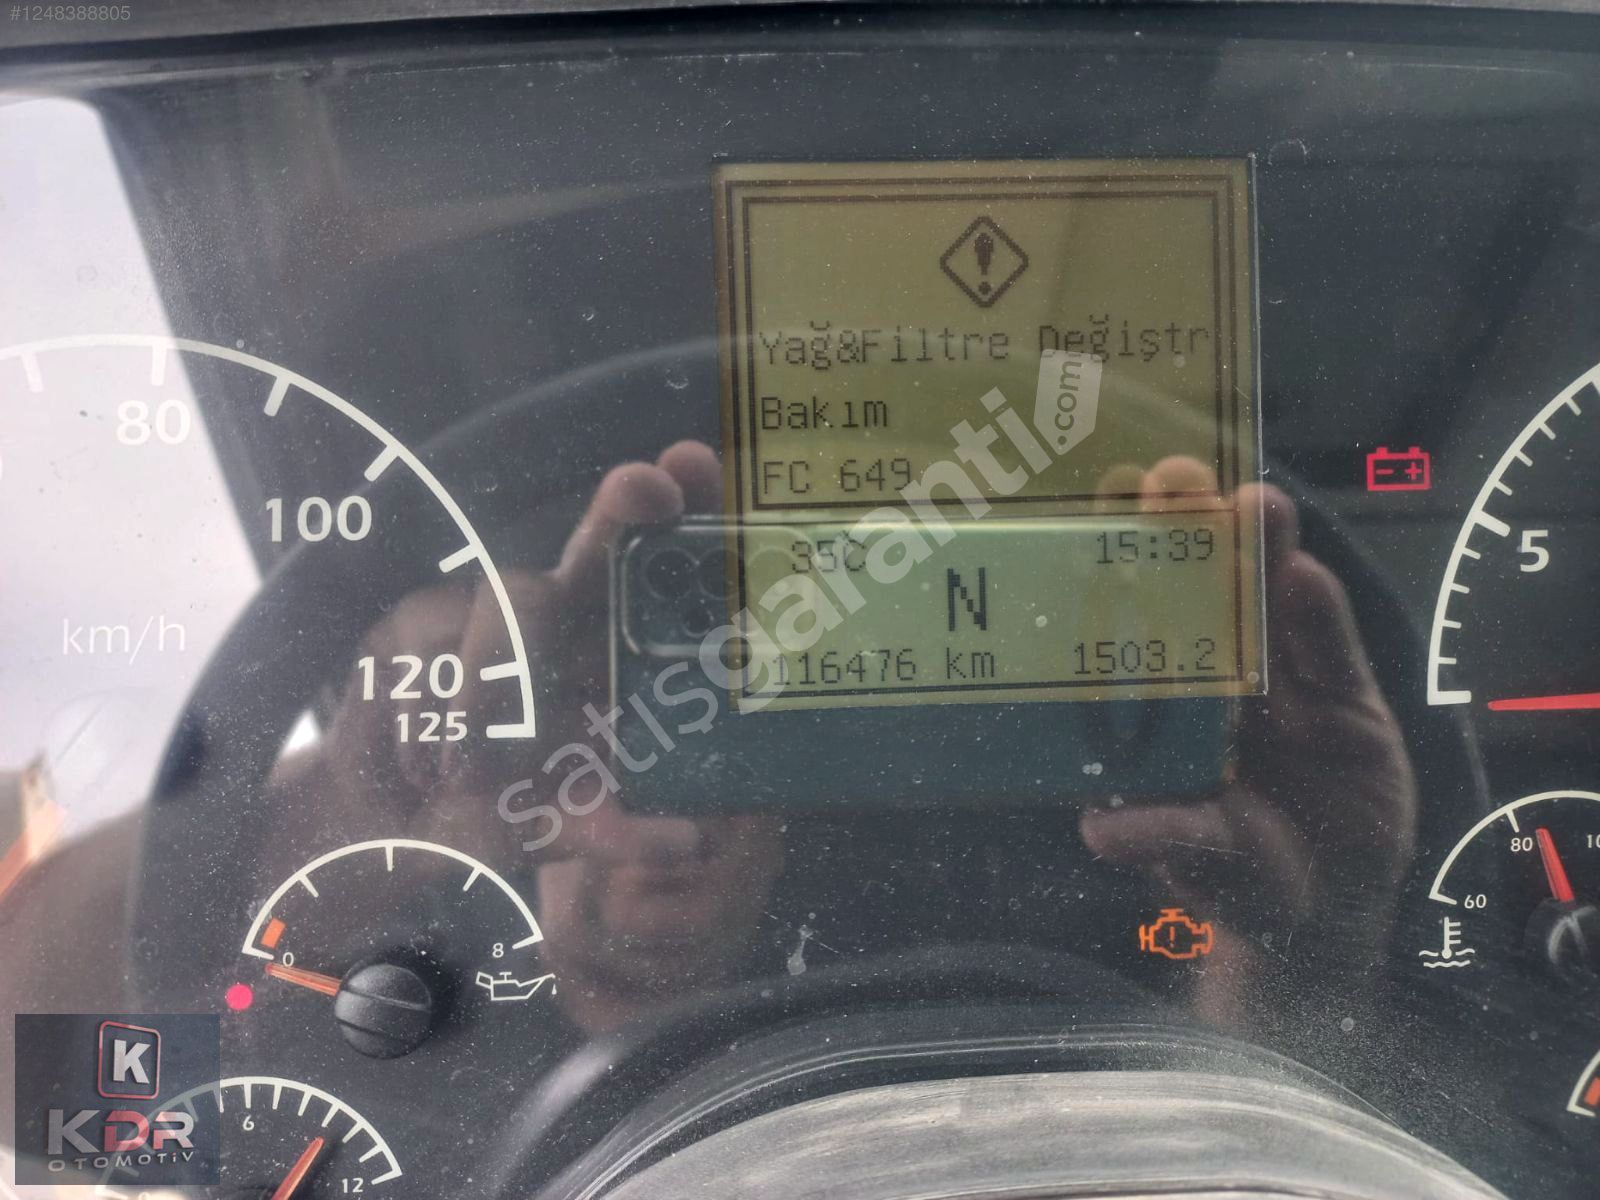 #1248388805
Yağ&Filtre Değiştr
Bakım
FC 649
35C 15:39
N
116476 km 1503.2
80
100
120
125
km/h
5
satışgaranti.com
0 8
80
60
6
12
K
KDR
OTOMOTİV